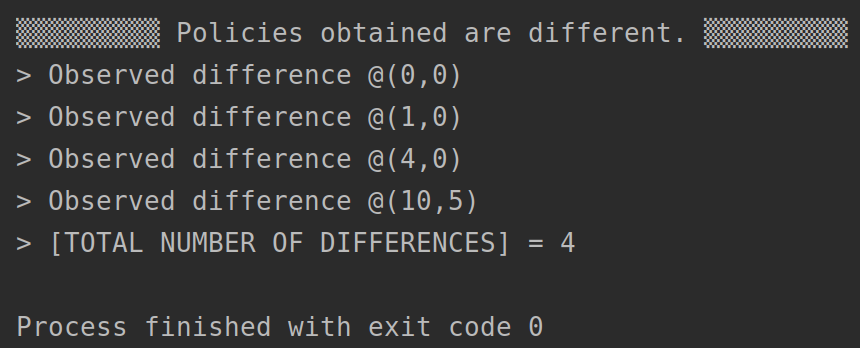 ▒▒▒▒▒▒▒▒▒ Policies obtained are different. ▒▒▒▒▒▒▒▒▒
> Observed difference @(0,0)
> Observed difference @(1,0)
> Observed difference @(4,0)
> Observed difference @(10,5)
> [TOTAL NUMBER OF DIFFERENCES] = 4
Process finished with exit code 0